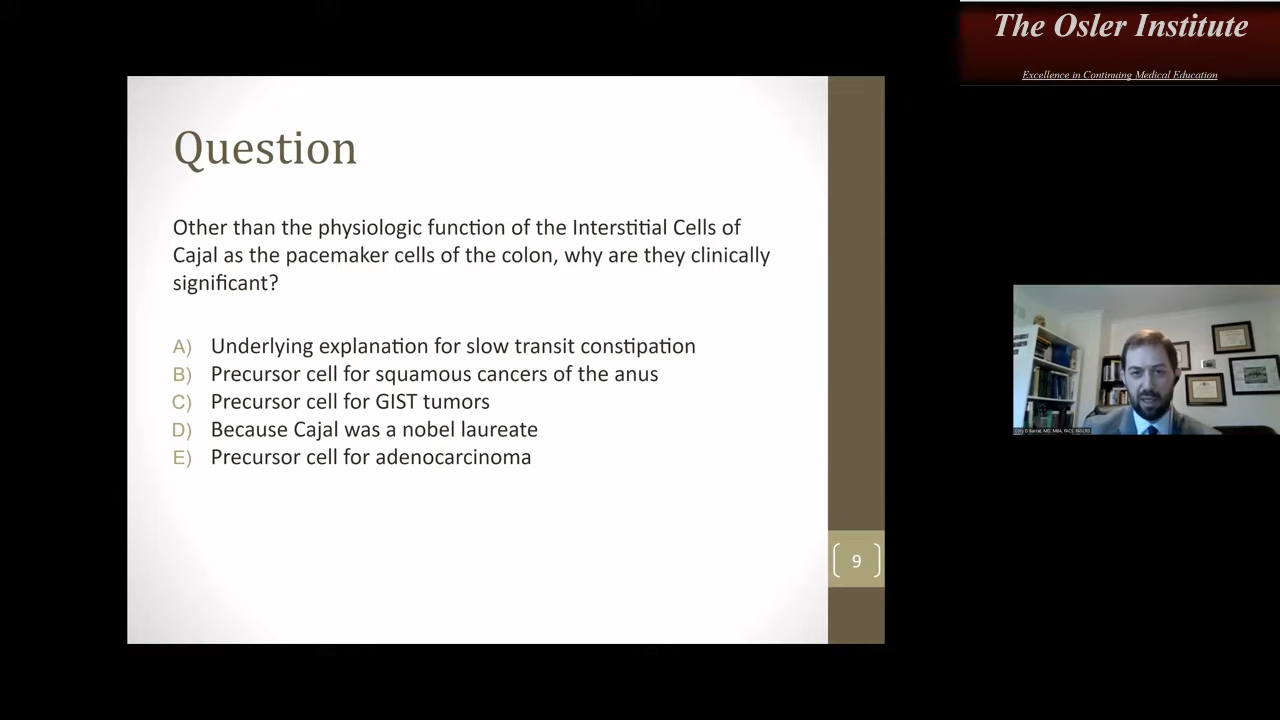 The Osler Institute
Excellence in Continuing Medical Education
Question
Other than the physiologic function of the Interstitial Cells of
Cajal as the pacemaker cells of the colon, why are they clinically
significant?
A) Underlying explanation for slow transit constipation
B) Precursor cell for squamous cancers of the anus
C) Precursor cell for GIST tumors
D) Because Cajal was a nobel laureate
E) Precursor cell for adenocarcinoma
9